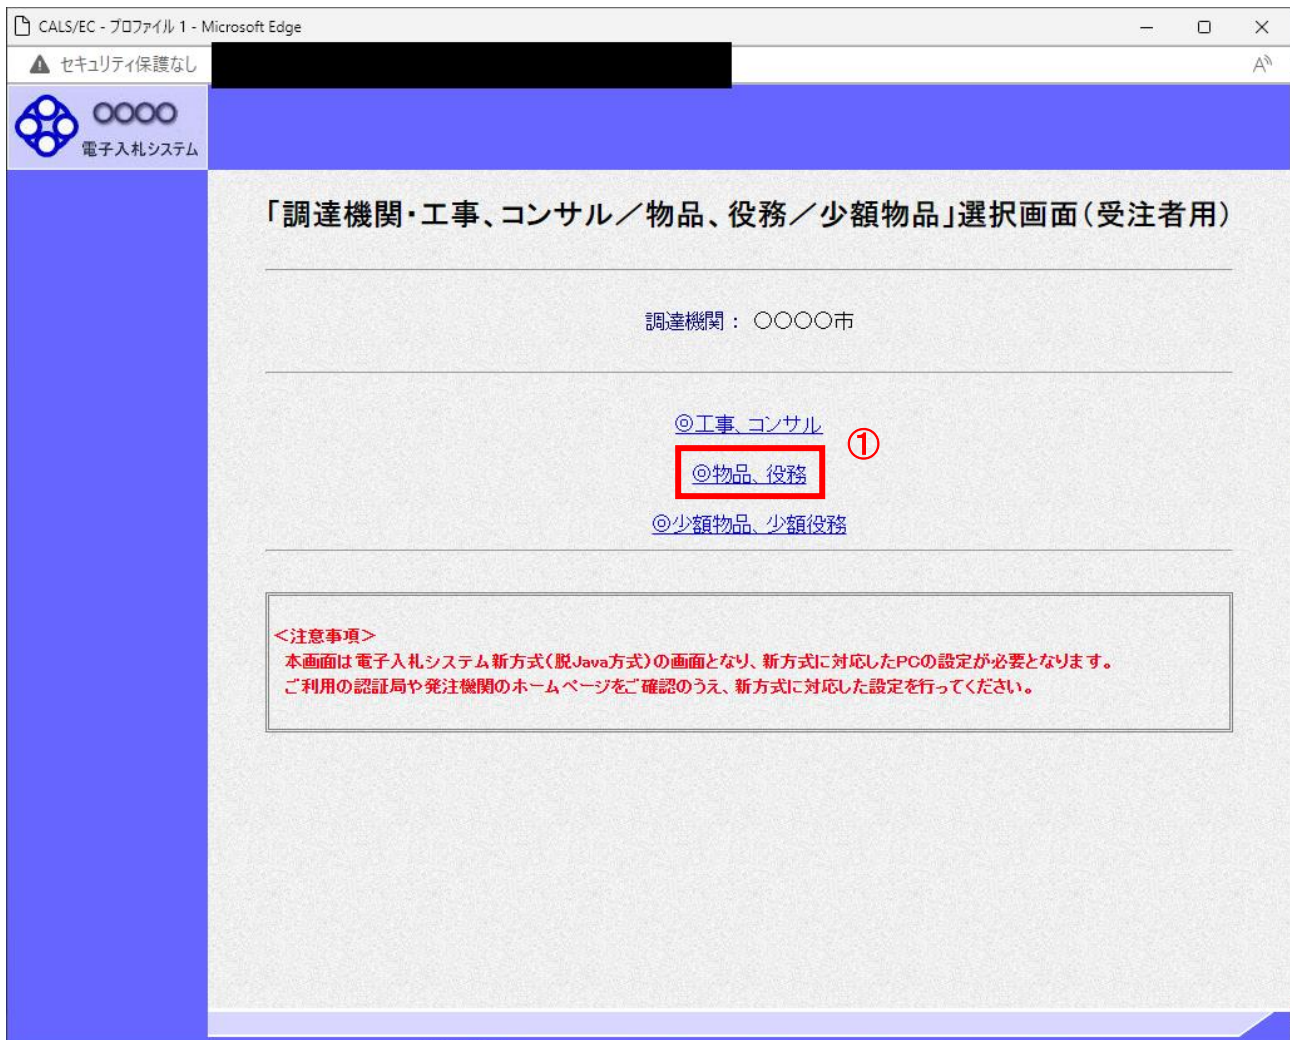 CALS/EC - プロファイル 1 - Microsoft Edge
セキュリティ保護なし
A
〇〇〇〇
電子入札システム
「調達機関・工事、コンサル／物品、役務／少額物品」選択画面（受注者用）
調達機関： 〇〇〇〇市
◎工事、コンサル
①
◎物品、役務
◎少額物品、少額役務
＜注意事項＞
本画面は電子入札システム新方式（脱Java方式）の画面となり、新方式に対応したPCの設定が必要となります。
ご利用の認証局や発注機関のホームページをご確認のうえ、新方式に対応した設定を行ってください。